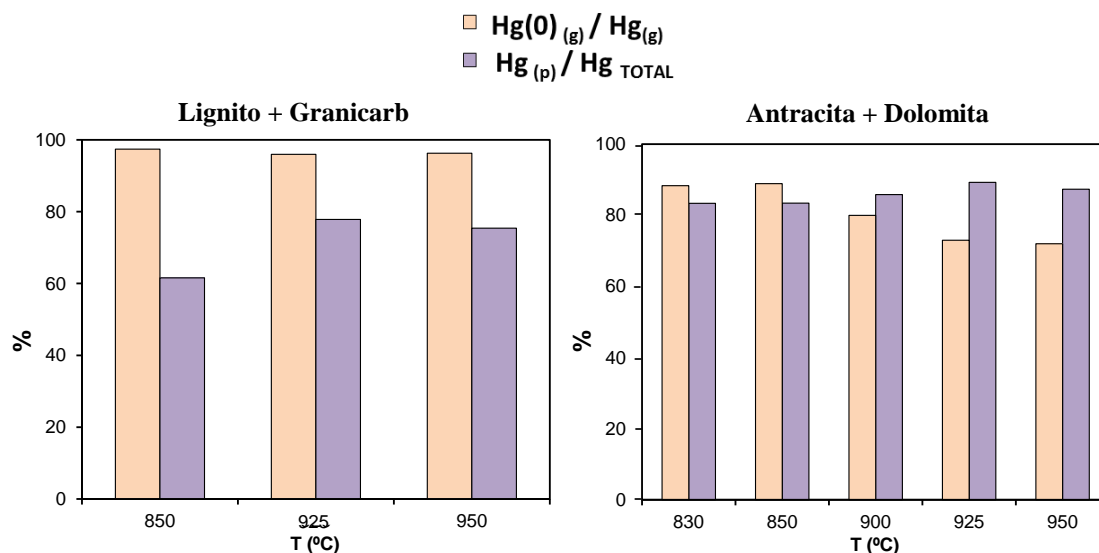 Hg(0) (g) / Hg(g)
Hg (p) / Hg TOTAL
Lignito + Granicarb
100
80
60
40
20
0
%
850 925 950
T (ºC)
Antracita + Dolomita
100
80
60
40
20
0
%
830 850 900 925 950
T (ºC)